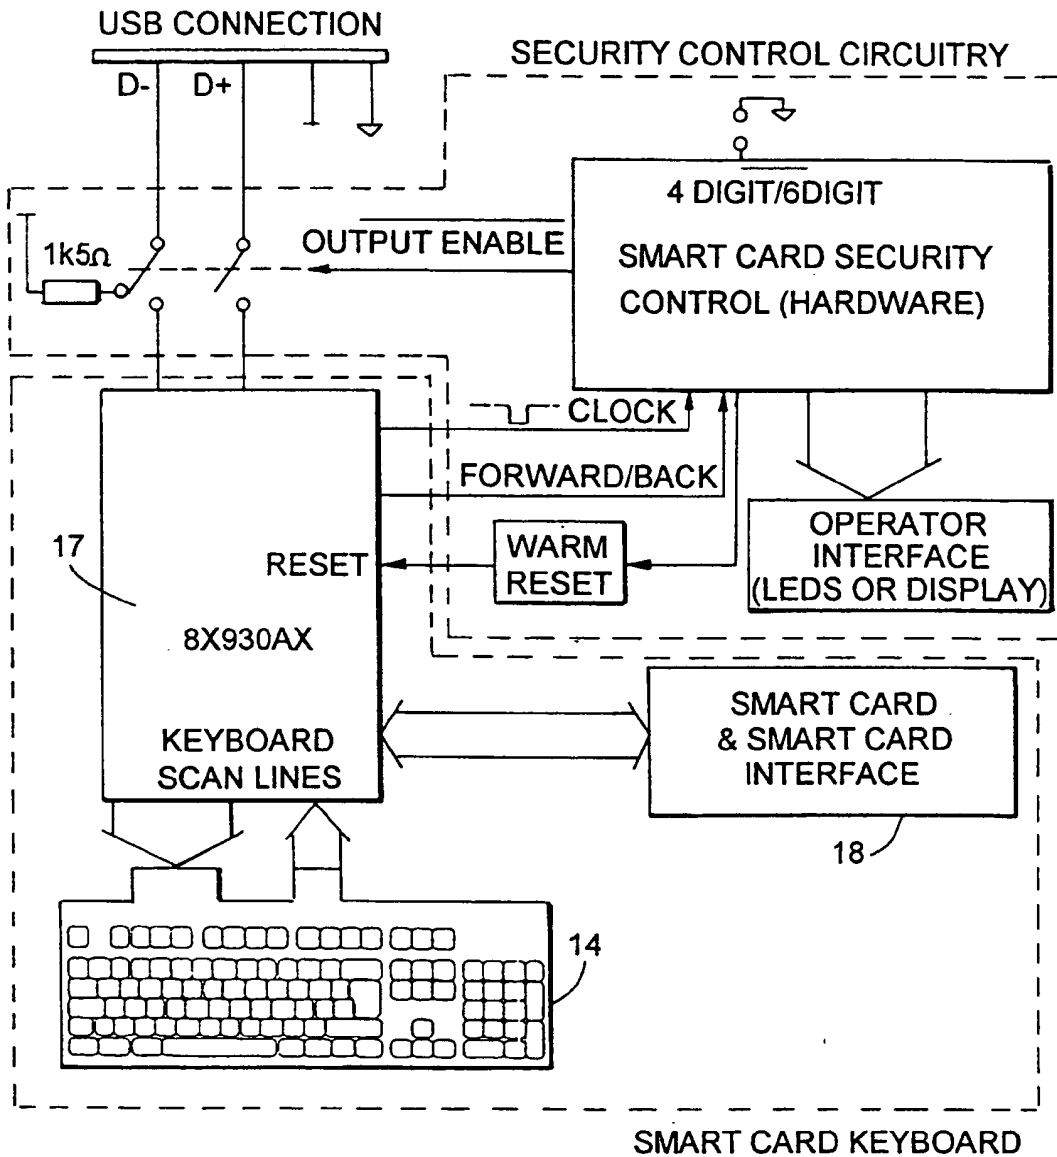 USB CONNECTION
SECURITY CONTROL CIRCUITRY
D- D+
4 DIGIT/6DIGIT
OUTPUT ENABLE
SMART CARD SECURITY
CONTROL (HARDWARE)
1k5Ω
CLOCK
FORWARD/BACK
OPERATOR
INTERFACE
(LEDS OR DISPLAY)
WARM
RESET
17
RESET
8X930AX
SMART CARD
& SMART CARD
INTERFACE
KEYBOARD
SCAN LINES
18
14
SMART CARD KEYBOARD